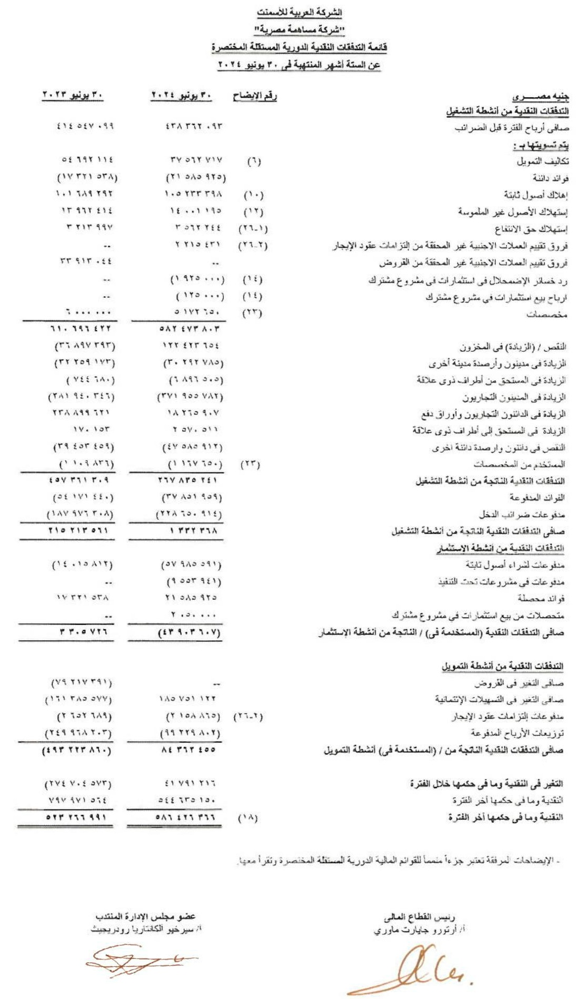 الشركة العربية للأسمنت
"شركة مساهمة مصرية"
قائمة التدفقات النقدية الدورية المستقلة المختصرة
عن الستة أشهر المنتهية فى ٣٠ يونيو ٢٠٢٤
جنيه مصـــرى رقم الإيضاح ٣٠ يونيو ٢٠٢٤ ٣٠ يونيو ٢٠٢٣
التدفقات النقدية من أنشطة التشغيل
صافى أرباح الفترة قبل الضرائب ٤٣٨ ٣٦٢ ٠٩٣ ٤١٤ ٥٤٧ ٠٩٩
يتم تسويتها بـ :
تكاليف التمويل (٦) ٣٧ ٥٦٢ ٧١٧ ٥٤ ٦٩٢ ١١٤
فوائد دائنة (٢١ ٥٨٥ ٩٢٥) (١٧ ٣٢١ ٥٣٨)
إهلاك أصول ثابتة (١٠) ١٠٥ ٢٣٣ ٣٩٨ ١٠١ ٦٨٩ ٢٩٢
إستهلاك الأصول غير الملموسة (١٢) ١٤ ٠٠١ ١٩٥ ١٣ ٩٦٢ ٤١٤
إستهلاك حق الانتفاع (٢٦-١) ٣ ٥٦٢ ٢٤٤ ٣ ٢١٣ ٩٩٧
فروق تقييم العملات الاجنبية غير المحققة من إلتزامات عقود الإيجار (٢٦-٢) ٢ ٢١٥ ٤٣١ --
فروق تقييم العملات الاجنبية غير المحققة من القروض -- ٣٣ ٩١٣ ٠٤٤
رد خسائر الإضمحلال فى استثمارات فى مشروع مشترك (١٤) (١ ٩٢٥ ٠٠٠) --
ارباح بيع استثمارات في مشروع مشترك (١٤) (١٢٥ ٠٠٠) --
مخصصات (٢٣) ٥ ١٧٢ ٦٥٠ ٦ ٠٠٠ ٠٠٠
٥٨٢ ٤٧٣ ٨٠٣ ٦١٠ ٦٩٦ ٤٢٢
النقص / (الزيادة) فى المخزون ١٢٢ ٤٢٣ ٦٥٤ (٣٦ ٨٩٧ ٣٩٣)
الزيادة فى مدينون وأرصدة مدينة أخرى (٣٠ ٢٩٢ ٧٨٥) (٣٢ ٢٥٩ ١٧٣)
الزيادة فى المستحق من أطراف ذوى علاقة (٦ ٨٩٦ ٥٠٥) (٧٤٤ ٦٨٠)
الزيادة فى المدينون التجاريون (٣٧١ ٩٥٥ ٧٨٢) (٢٨١ ٩٤٠ ٣٤٦)
الزيادة فى الدائنون التجاريون وأوراق دفع ١٨ ٢٦٥ ٩٠٧ ٢٣٨ ٨٩٩ ٦٢١
الزيادة فى المستحق إلى أطراف ذوى علاقة ٢ ٥٧٠ ٥١١ ١٧٠ ١٥٣
النقص فى دائنون وارصدة دائنة اخرى (٤٧ ٥٨٥ ٩١٢) (٣٩ ٤٥٣ ٤٥٩)
المستخدم من المخصصات (٢٣) (١ ١٦٧ ٦٥٠) (١ ١٠٩ ٨٣٦)
التدفقات النقدية الناتجة من أنشطة التشغيل ٢٦٧ ٨٣٥ ٢٤١ ٤٥٧ ٣٦١ ٣٠٩
الفوائد المدفوعة (٣٧ ٨٥١ ٩٥٩) (٥٤ ١٧١ ٤٤٠)
مدفوعات ضرائب الدخل (٢٢٨ ٦٥٠ ٩١٤) (١٨٧ ٩٧٦ ٣٠٨)
صافى التدفقات النقدية الناتجة من أنشطة التشغيل ١ ٣٣٢ ٣٦٨ ٢١٥ ٢١٣ ٥٦١
التدفقات النقدية من أنشطة الإستثمار
مدفوعات لشراء أصول ثابتة (٥٧ ٩٨٥ ٥٩١) (١٤ ٠١٥ ٨١٢)
مدفوعات فى مشروعات تحت التنفيذ (٩ ٥٥٣ ٩٤١) --
فوائد محصلة ٢١ ٥٨٥ ٩٢٥ ١٧ ٣٢١ ٥٣٨
متحصلات من بيع استثمارات في مشروع مشترك ٢ ٠٥٠ ٠٠٠ --
صافى التدفقات النقدية (المستخدمة فى) / الناتجة من أنشطة الإستثمار (٤٣ ٩٠٣ ٦٠٧) ٣ ٣٠٥ ٧٢٦
التدفقات النقدية من أنشطة التمويل
صافى التغير فى القروض -- (٧٩ ٢١٧ ٣٩١)
صافى التغير فى التسهيلات الإئتمانية ١٨٥ ٧٥١ ١٢٢ (١٦١ ٣٨٥ ٥٧٧)
مدفوعات إلتزامات عقود الإيجار (٢٦-٢) (٢ ١٥٨ ٨٦٥) (٢ ٦٥٢ ٦٨٩)
توزيعات الأرباح المدفوعة (٩٩ ٢٢٩ ٨٠٢) (٢٤٩ ٩٦٨ ٢٠٣)
صافى التدفقات النقدية الناتجة من / (المستخدمة فى) أنشطة التمويل ٨٤ ٣٦٢ ٤٥٥ (٤٩٣ ٢٢٣ ٨٦٠)
التغير فى النقدية وما فى حكمها خلال الفترة ٤١ ٧٩١ ٢١٦ (٢٧٤ ٧٠٤ ٥٧٣)
النقدية وما فى حكمها آخر الفترة ٥٤٤ ٦٣٥ ١٥٠ ٧٩٧ ٩٧١ ٥٦٤
النقدية وما فى حكمها آخر الفترة (١٨) ٥٨٦ ٤٢٦ ٣٦٦ ٥٢٣ ٢٦٦ ٩٩١
- الإيضاحات المرفقة تعتبر جزءاً متمماً للقوائم المالية الدورية المستقلة المختصرة وتقرأ معها.
رئيس القطاع المالى عضو مجلس الإدارة المنتدب
أ/ أرتورو جايارت ماوري أ/ سيرخيو ألكانتاريا رودريجيث